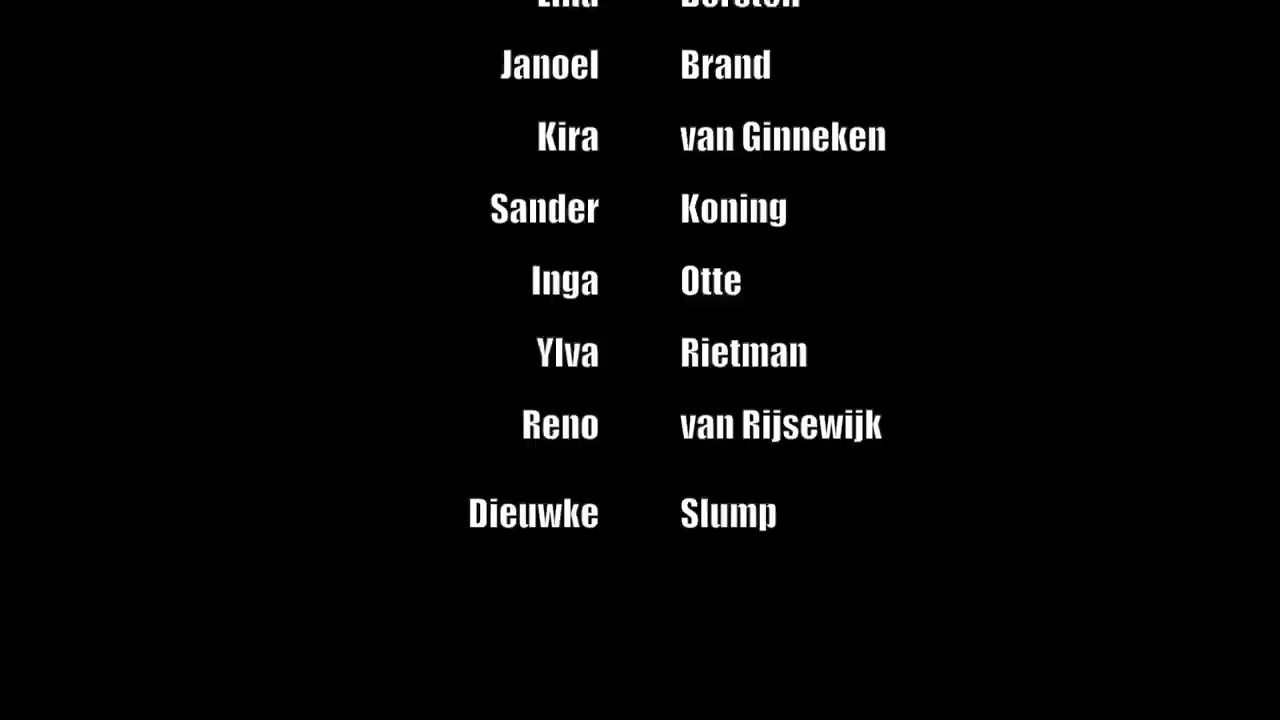 Janoel Brand
Kira van Ginneken
Sander Koning
Inga Otte
Ylva Rietman
Reno van Rijsewijk
Dieuwke Slump